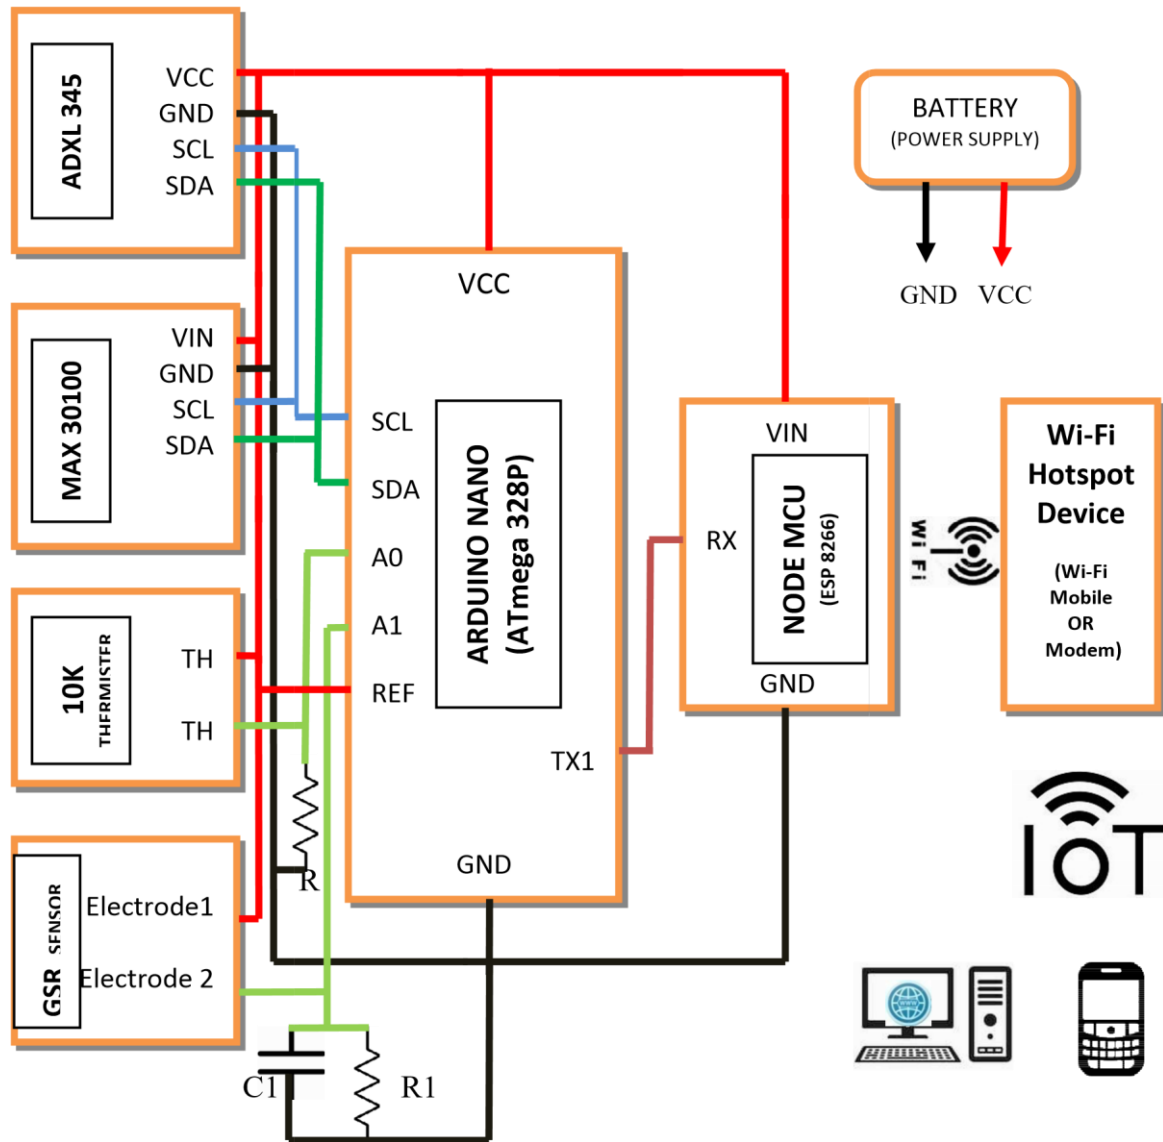 ADXL 345
VCC
GND
SCL
SDA
MAX 30100
VIN
GND
SCL
SDA
10K
THERMISTER
TH
TH
GSR SENSOR
Electrode1
Electrode 2
R
C1
R1
VCC
SCL
SDA
A0
A1
REF
TX1
GND
ARDUINO NANO
(ATmega 328P)
VIN
RX
GND
NODE MCU
(ESP 8266)
BATTERY
(POWER SUPPLY)
GND VCC
Wi Fi
Wi-Fi
Hotspot
Device
(Wi-Fi
Mobile
OR
Modem)
IoT